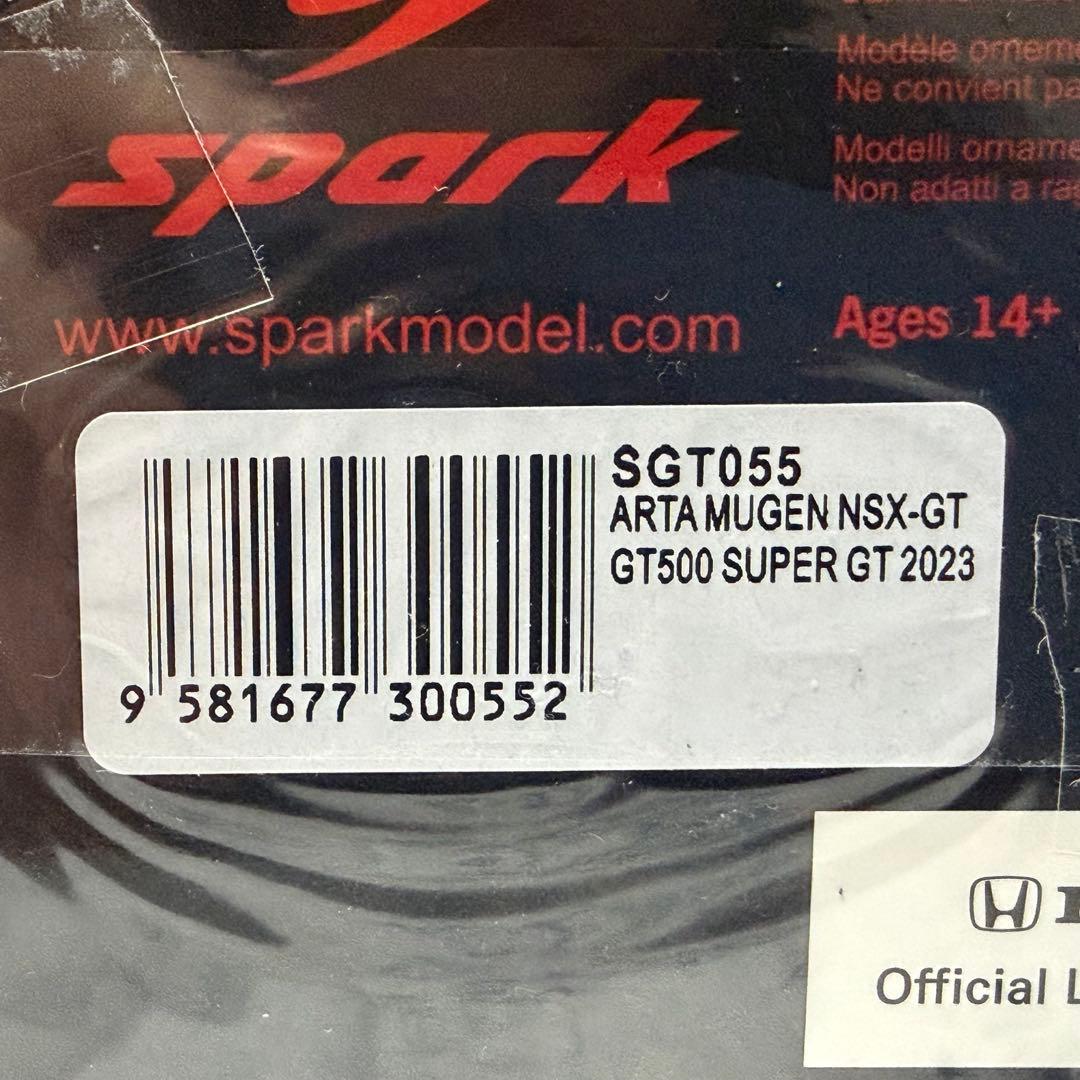 spark
www.sparkmodel.com
Modèle orneme
Ne convient pa
Modelli orname
Non adatti a rag
Ages 14+
SGT055
ARTA MUGEN NSX-GT
GT500 SUPER GT 2023
9 581677 300552
Official L